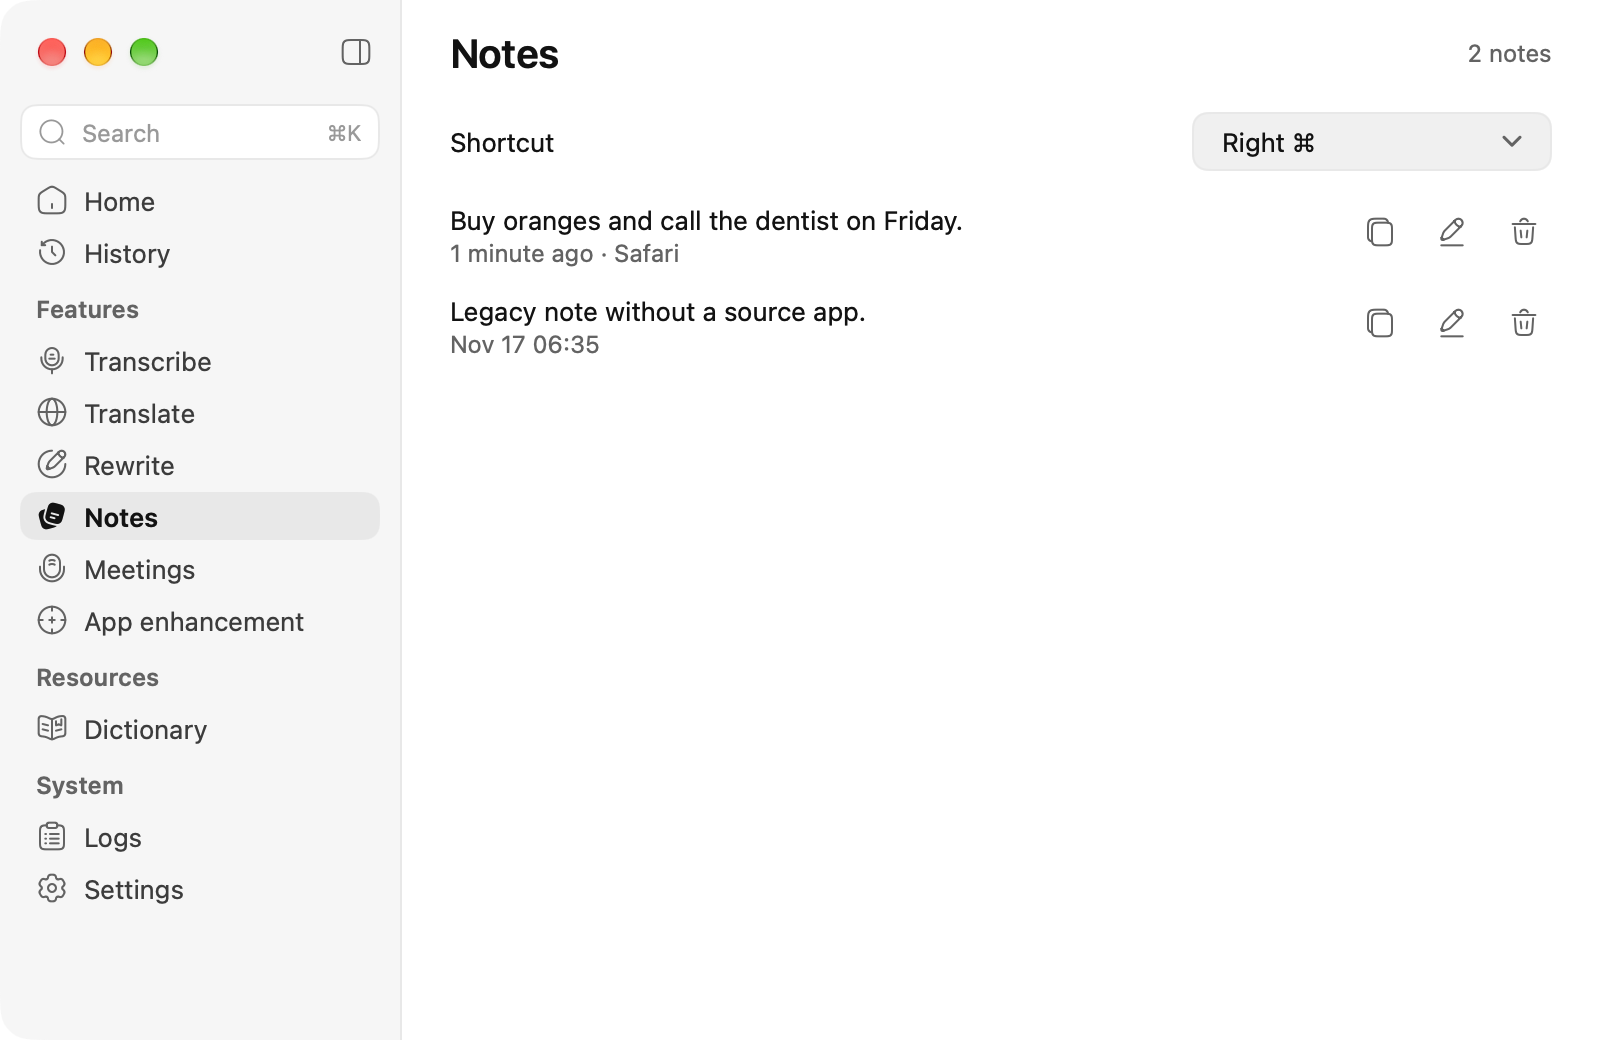 Search ⌘K
Home
History
Features
Transcribe
Translate
Rewrite
Notes
Meetings
App enhancement
Resources
Dictionary
System
Logs
Settings
Notes
2 notes
Shortcut
Right ⌘
Buy oranges and call the dentist on Friday.
1 minute ago · Safari
Legacy note without a source app.
Nov 17 06:35